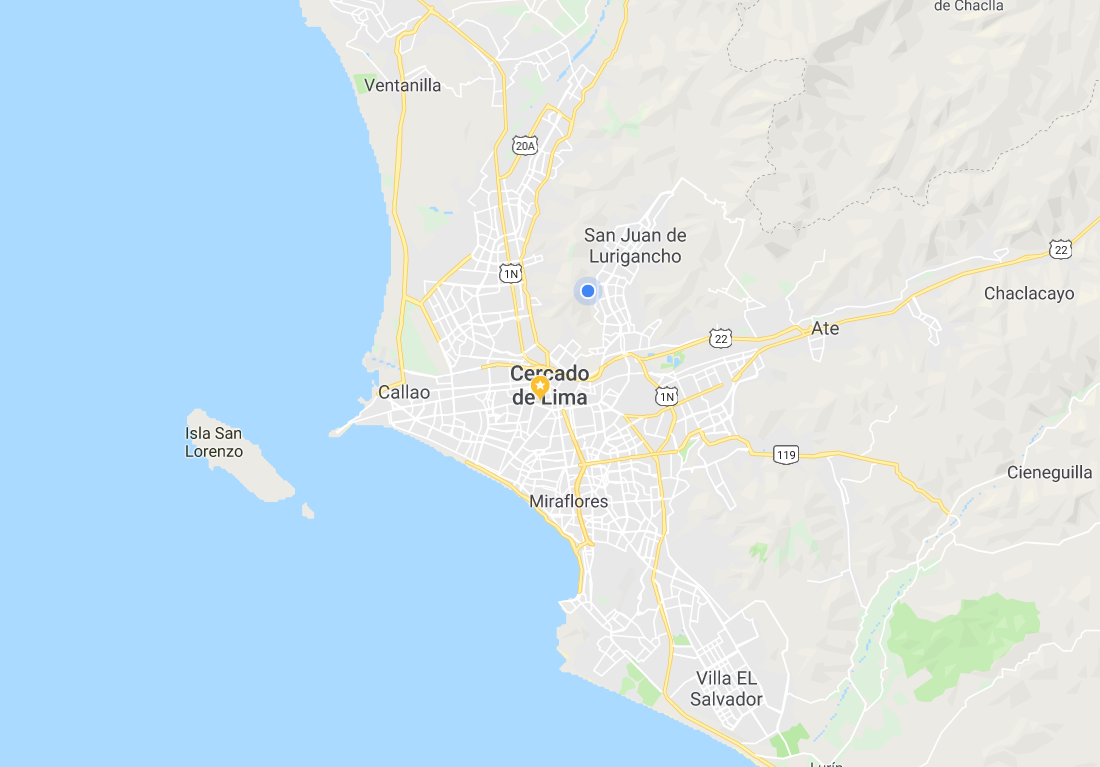 de Chaclla
Ventanilla
20A
San Juan de
Lurigancho
22
1N
Chaclacayo
Ate
22
Cercado
de Lima
Callao
1N
Isla San
Lorenzo
119
Cieneguilla
Miraflores
Villa EL
Salvador
Lurín